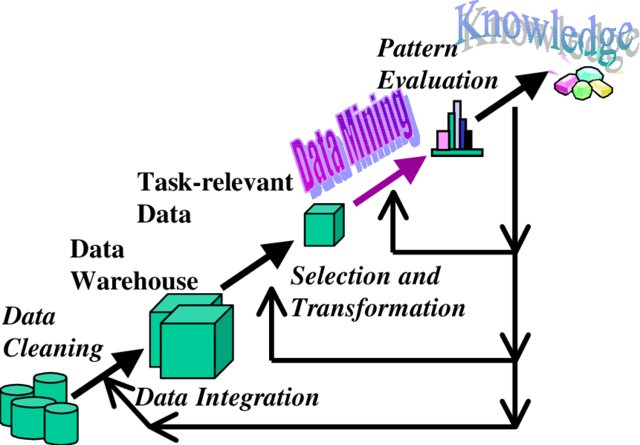 Knowledge
Pattern
Evaluation
Data Mining
Task-relevant
Data
Data
Warehouse
Selection and
Transformation
Data
Cleaning
Data Integration